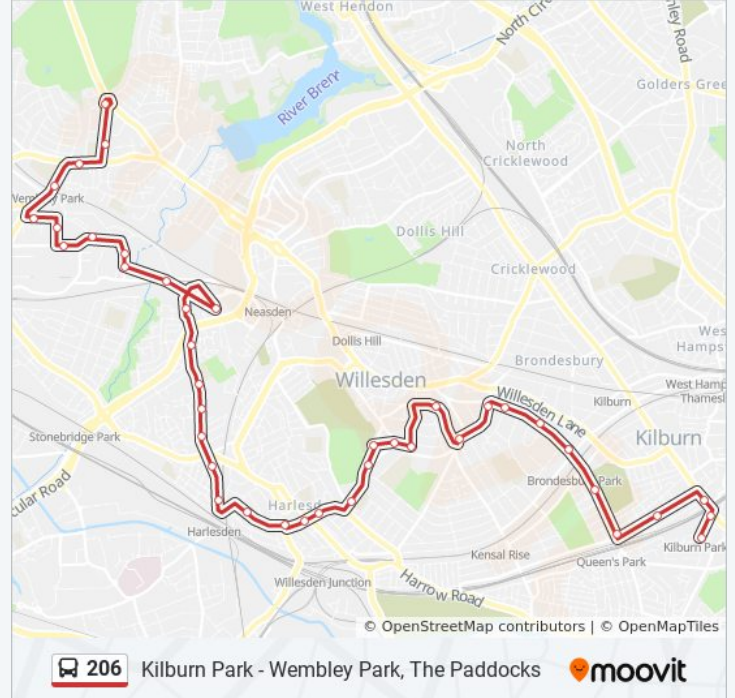 West Hendon
North Circ
nley Road
Golders Gree
River Brent
North
Cricklewood
Wembley Park
Dollis Hill
Cricklewood
Neasden
Dollis Hill
Wes
Hamps
Brondesbury
West Hamp
Thamesl
Willesden
Willesden Lane
Kilburn
Kilburn
Stonebridge Park
Brondesbury Park
cular Road
Harlesd
Harlesden
Kilburn Park
Kensal Rise
Queen's Park
Willesden Junction
Harrow Road
© OpenStreetMap contributors | © OpenMapTiles
206 Kilburn Park - Wembley Park, The Paddocks moovit